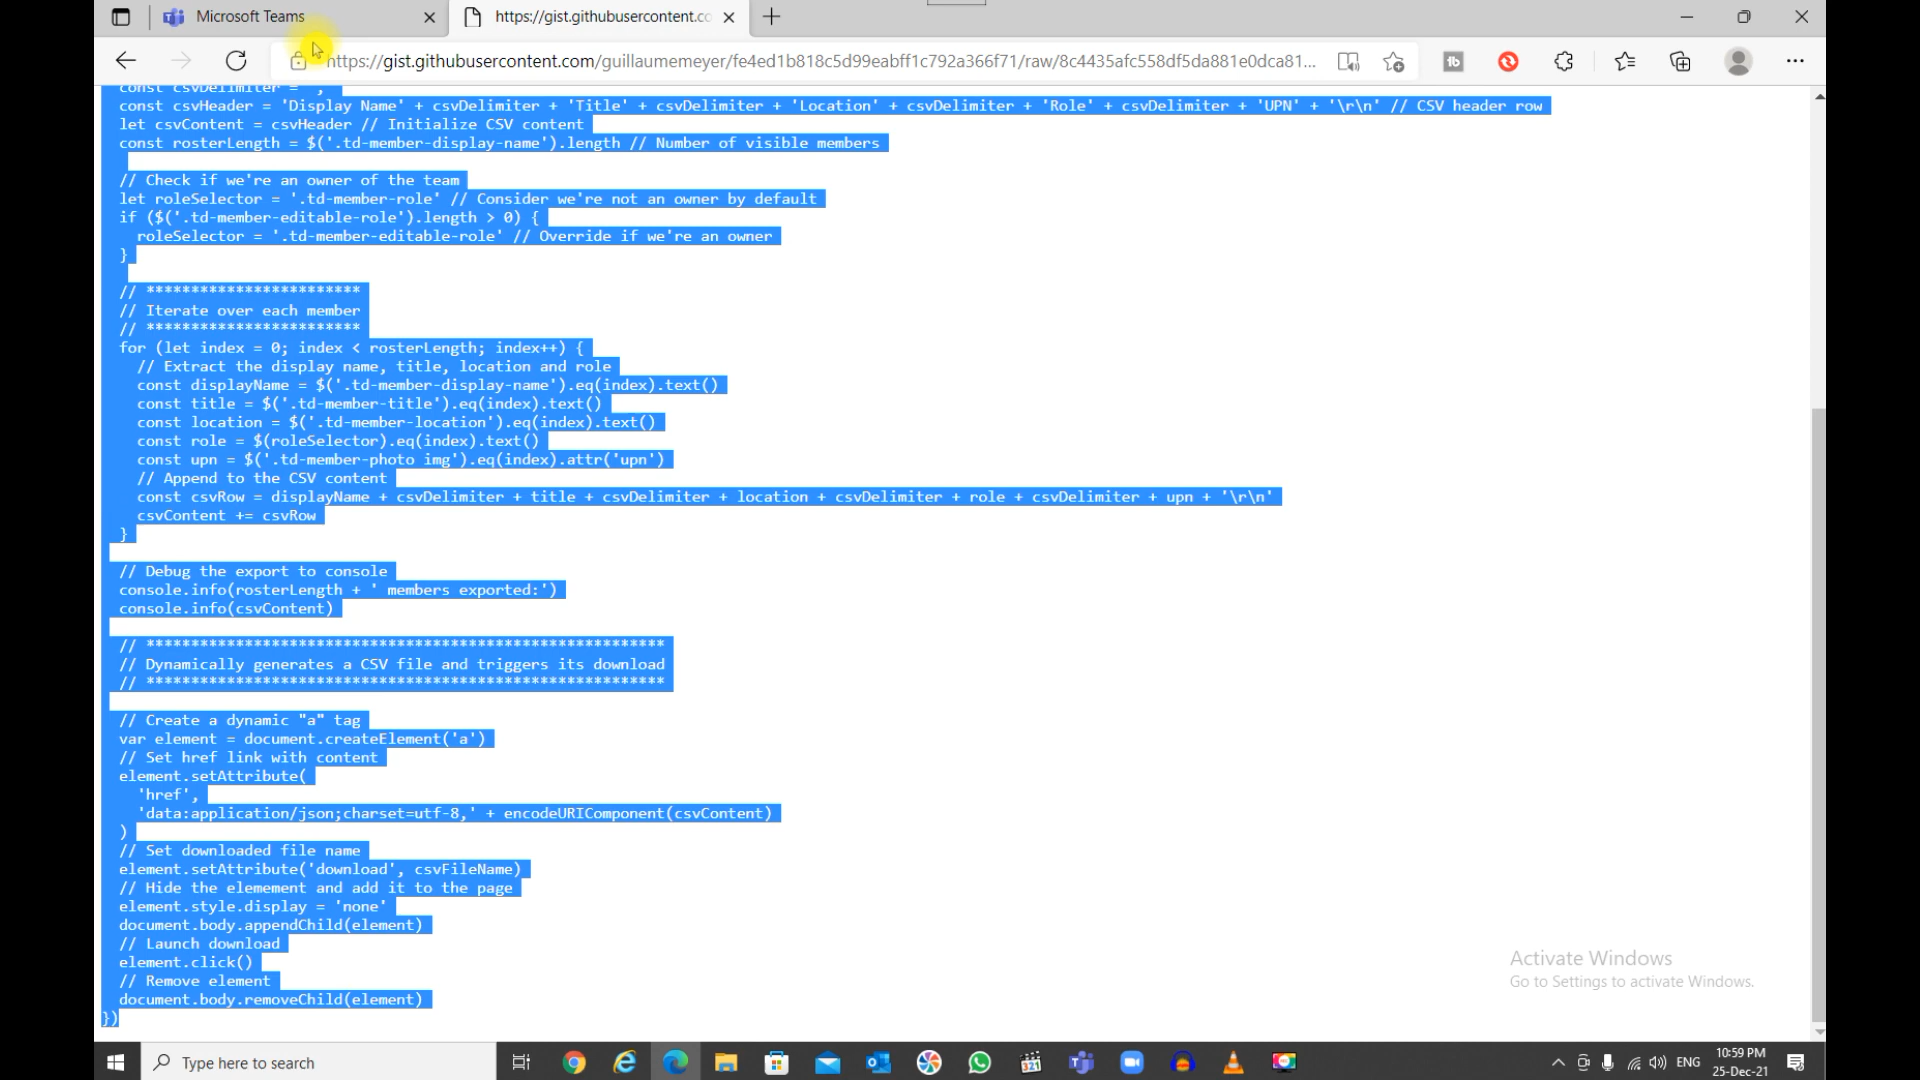 Microsoft Teams
https://gist.githubusercontent.co
https://gist.githubusercontent.com/guillaumemeyer/fe4ed1b818c5d99eabff1c792a366f71/raw/8c4435afc558df5da881e0dca81...
const csvDelimiter = ','
const csvHeader = 'Display Name' + csvDelimiter + 'Title' + csvDelimiter + 'Location' + csvDelimiter + 'Role' + csvDelimiter + 'UPN' + '\r\n' // CSV header row
let csvContent = csvHeader // Initialize CSV content
const rosterLength = $('.td-member-display-name').length // Number of visible members
// Check if we're an owner of the team
let roleSelector = '.td-member-role' // Consider we're not an owner by default
if ($('.td-member-editable-role').length > 0) {
roleSelector = '.td-member-editable-role' // Override if we're an owner
}
// ************************
// Iterate over each member
// ************************
for (let index = 0; index < rosterLength; index++) {
// Extract the display name, title, location and role
const displayName = $('.td-member-display-name').eq(index).text()
const title = $('.td-member-title').eq(index).text()
const location = $('.td-member-location').eq(index).text()
const role = $(roleSelector).eq(index).text()
const upn = $('.td-member-photo img').eq(index).attr('upn')
// Append to the CSV content
const csvRow = displayName + csvDelimiter + title + csvDelimiter + location + csvDelimiter + role + csvDelimiter + upn + '\r\n'
csvContent += csvRow
}
// Debug the export to console
console.info(rosterLength + ' members exported:')
console.info(csvContent)
// **********************************************************
// Dynamically generates a CSV file and triggers its download
// **********************************************************
// Create a dynamic "a" tag
var element = document.createElement('a')
// Set href link with content
element.setAttribute(
'href',
'data:application/json;charset=utf-8,' + encodeURIComponent(csvContent)
)
// Set downloaded file name
element.setAttribute('download', csvFileName)
// Hide the elemement and add it to the page
element.style.display = 'none'
document.body.appendChild(element)
// Launch download
element.click()
// Remove element
document.body.removeChild(element)
})
Activate Windows
Go to Settings to activate Windows.
Type here to search
ENG
10:59 PM
25-Dec-21